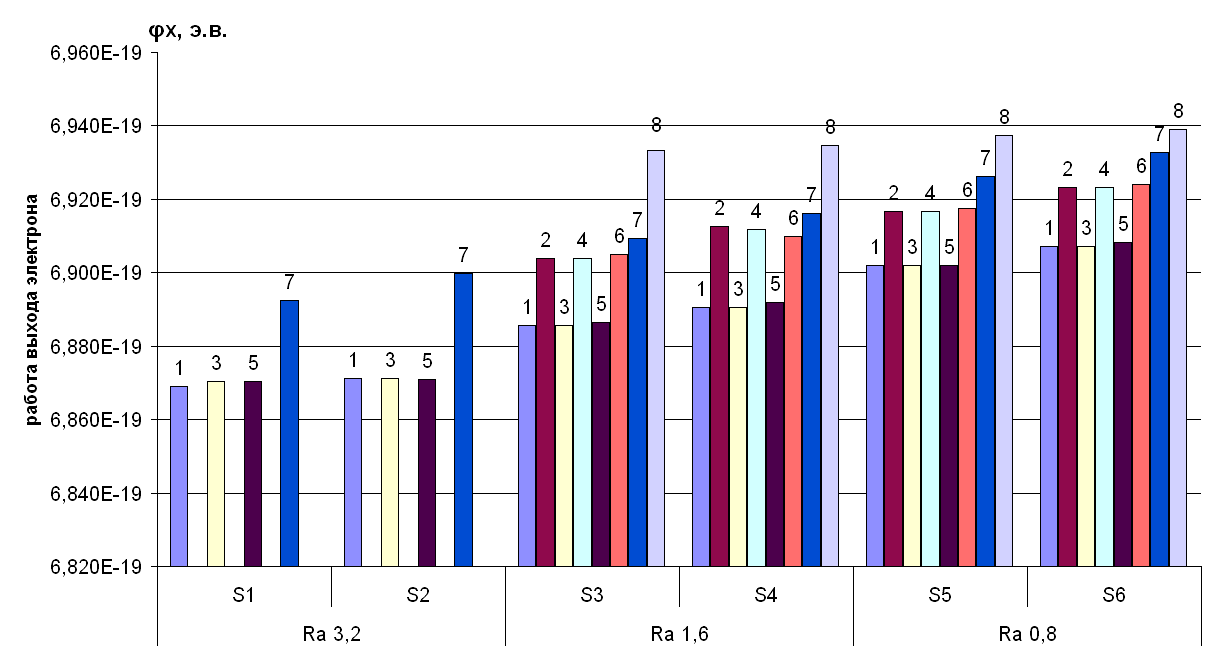 φх, э.в.
работа выхода электрона
6,960E-19
6,940E-19
6,920E-19
6,900E-19
6,880E-19
6,860E-19
6,840E-19
6,820E-19
1 3 5 7
1 3 5 7
1 2 3 4 5 6 7 8
1 2 3 4 5 6 7 8
1 2 3 4 5 6 7 8
1 2 3 4 5 6 7 8
S1 S2 S3 S4 S5 S6
Ra 3,2 Ra 1,6 Ra 0,8